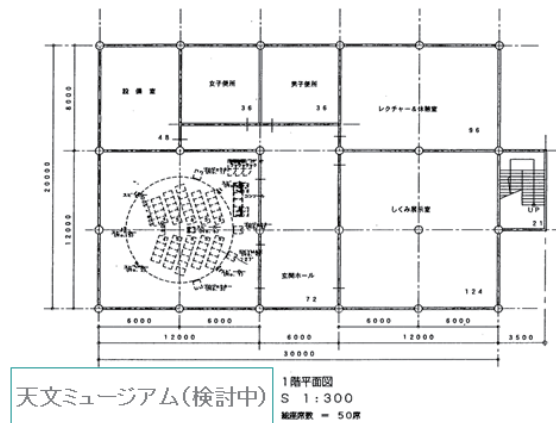 設備室
48
女子便所
36
男子便所
36
レクチャー&休憩室
96
8000
20000
12000
しくみ展示室
124
UP
21
玄関ホール
72
6000
6000
6000
6000
6000
12000
12000
3500
30000
1階平面図
S 1:300
総座席数 = 50席
天文ミュージアム(検討中)